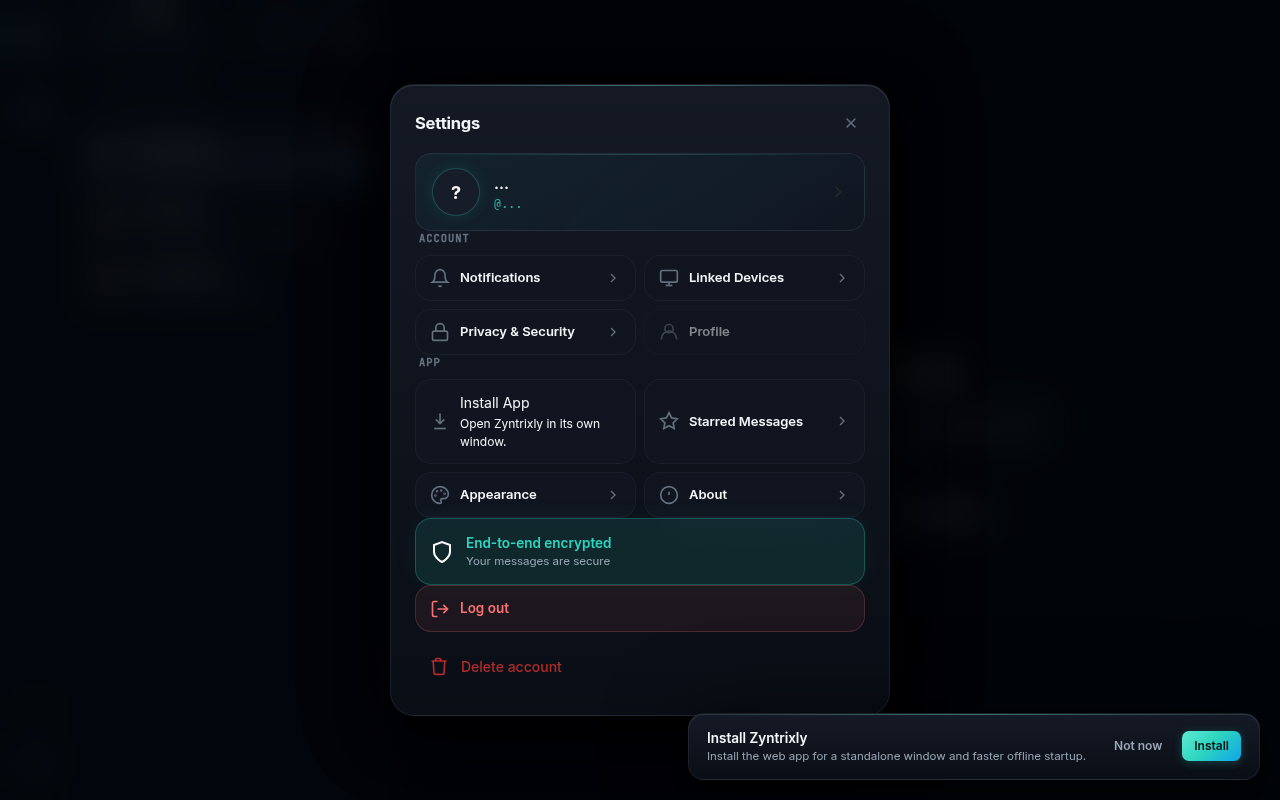 Settings
?
...
@...
ACCOUNT
Notifications
Linked Devices
Privacy & Security
Profile
APP
Install App
Open Zyntrixly in its own
window.
Starred Messages
Appearance
About
End-to-end encrypted
Your messages are secure
Log out
Delete account
Install Zyntrixly
Install the web app for a standalone window and faster offline startup.
Not now
Install